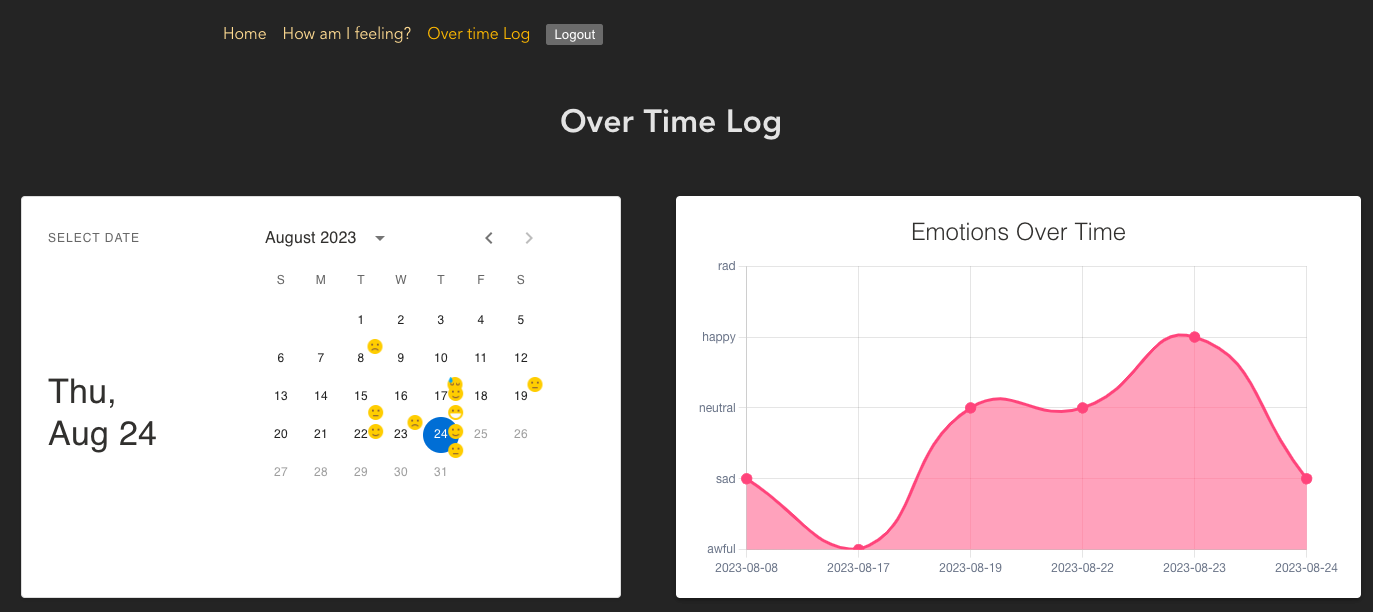 Home How am I feeling? Over time Log Logout
Over Time Log
SELECT DATE
Thu,
Aug 24
August 2023
S M T W T F S
1 2 3 4 5
6 7 8 9 10 11 12
13 14 15 16 17 18 19
20 21 22 23 24 25 26
27 28 29 30 31
Emotions Over Time
rad
happy
neutral
sad
awful
2023-08-08 2023-08-17 2023-08-19 2023-08-22 2023-08-23 2023-08-24